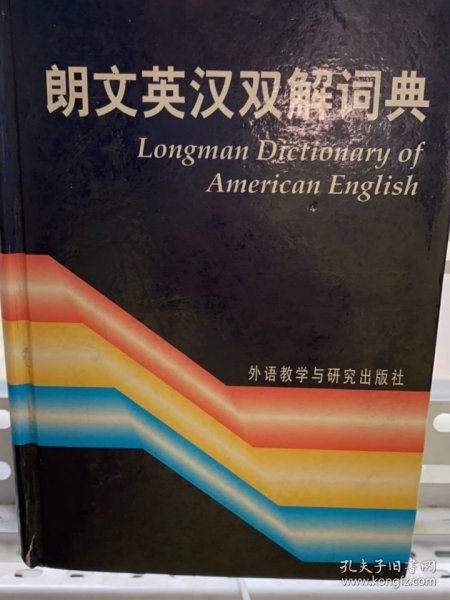 朗文英汉双解词典
Longman Dictionary of
American English
外语教学与研究出版社
孔夫子旧书网
www.kongfz.com